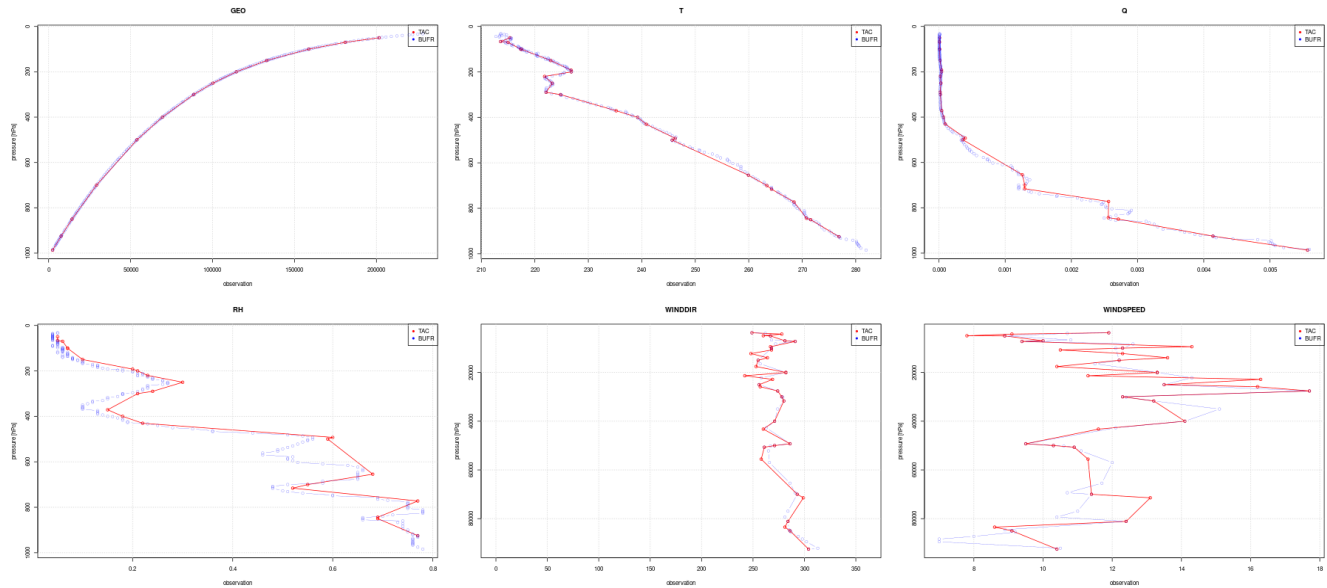 GEO
TAC
BUFR
0
200
400
600
800
1000
pressure [hPa]
0
50000
100000
150000
200000
observation
T
TAC
BUFR
0
200
400
600
800
1000
pressure [hPa]
210
220
230
240
250
260
270
280
observation
Q
TAC
BUFR
0
200
400
600
800
1000
pressure [hPa]
0.000
0.001
0.002
0.003
0.004
0.005
observation
RH
TAC
BUFR
0
200
400
600
800
1000
pressure [hPa]
0.2
0.4
0.6
0.8
observation
WINDDIR
TAC
BUFR
20000
40000
60000
80000
0
50
100
150
200
250
300
350
observation
WINDSPEED
TAC
BUFR
20000
40000
60000
80000
8
10
12
14
16
18
observation